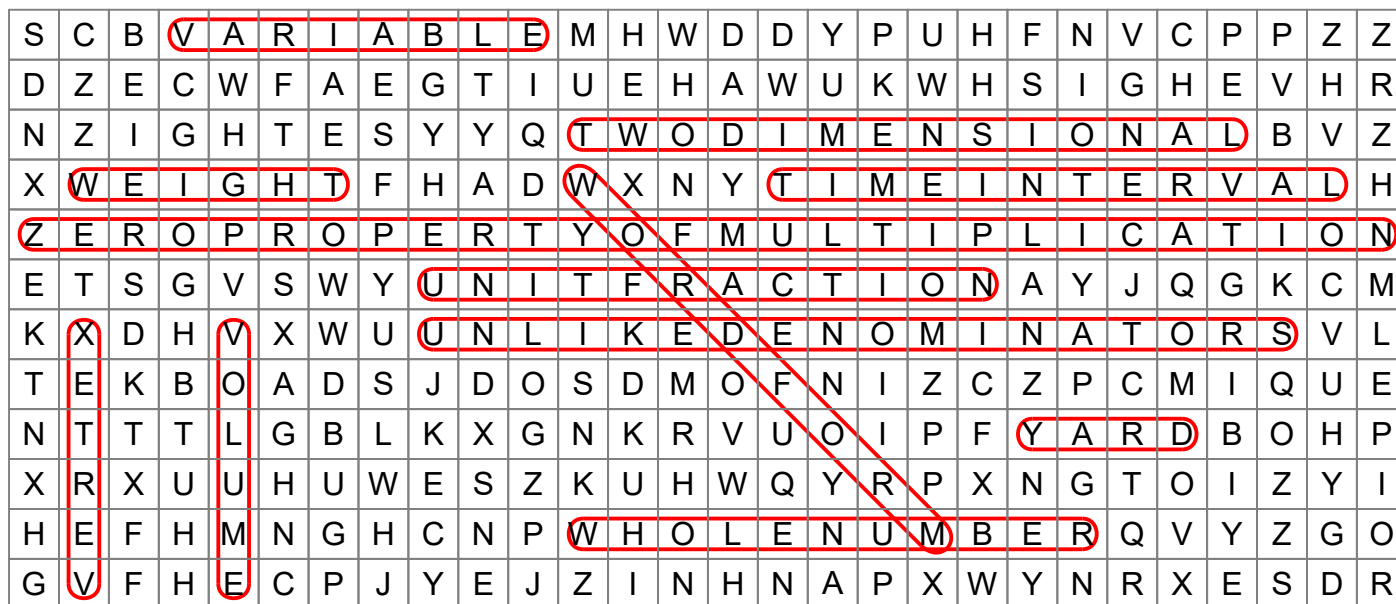 S C B V A R I A B L E M H W D D Y P U H F N V C P P Z Z
D Z E C W F A E G T I U E H A W U K W H S I G H E V H R
N Z I G H T E S Y Y Q T W O D I M E N S I O N A L B V Z
X W E I G H T F H A D W X N Y T I M E I N T E R V A L H
Z E R O P R O P E R T Y O F M U L T I P L I C A T I O N
E T S G V S W Y U N I T F R A C T I O N A Y J Q G K C M
K X D H V X W U U N L I K E D E N O M I N A T O R S V L
T E K B O A D S J D O S D M O F N I Z C Z P C M I Q U E
N T T T L G B L K X G N K R V U O I P F Y A R D B O H P
X R X U U H U W E S Z K U H W Q Y R P X N G T O I Z Y I
H E F H M N G H C N P W H O L E N U M B E R Q V Y Z G O
G V F H E C P J Y E J Z I N H N A P X W Y N R X E S D R